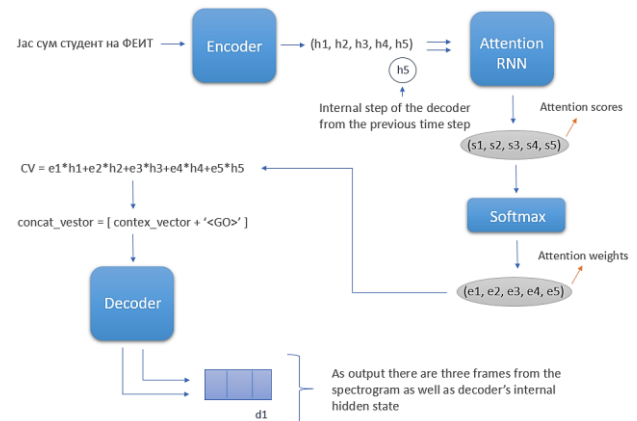 Јас сум студент на ФЕИТ
Encoder
(h1, h2, h3, h4, h5)
Attention
RNN
h5
Internal step of the decoder
from the previous time step
Attention scores
(s1, s2, s3, s4, s5)
CV = e1*h1+e2*h2+e3*h3+e4*h4+e5*h5
Softmax
concat_vestor = [ contex_vector + ‘<GO>’ ]
Attention weights
(e1, e2, e3, e4, e5)
Decoder
As output there are three frames from the
spectrogram as well as decoder’s internal
hidden state
d1